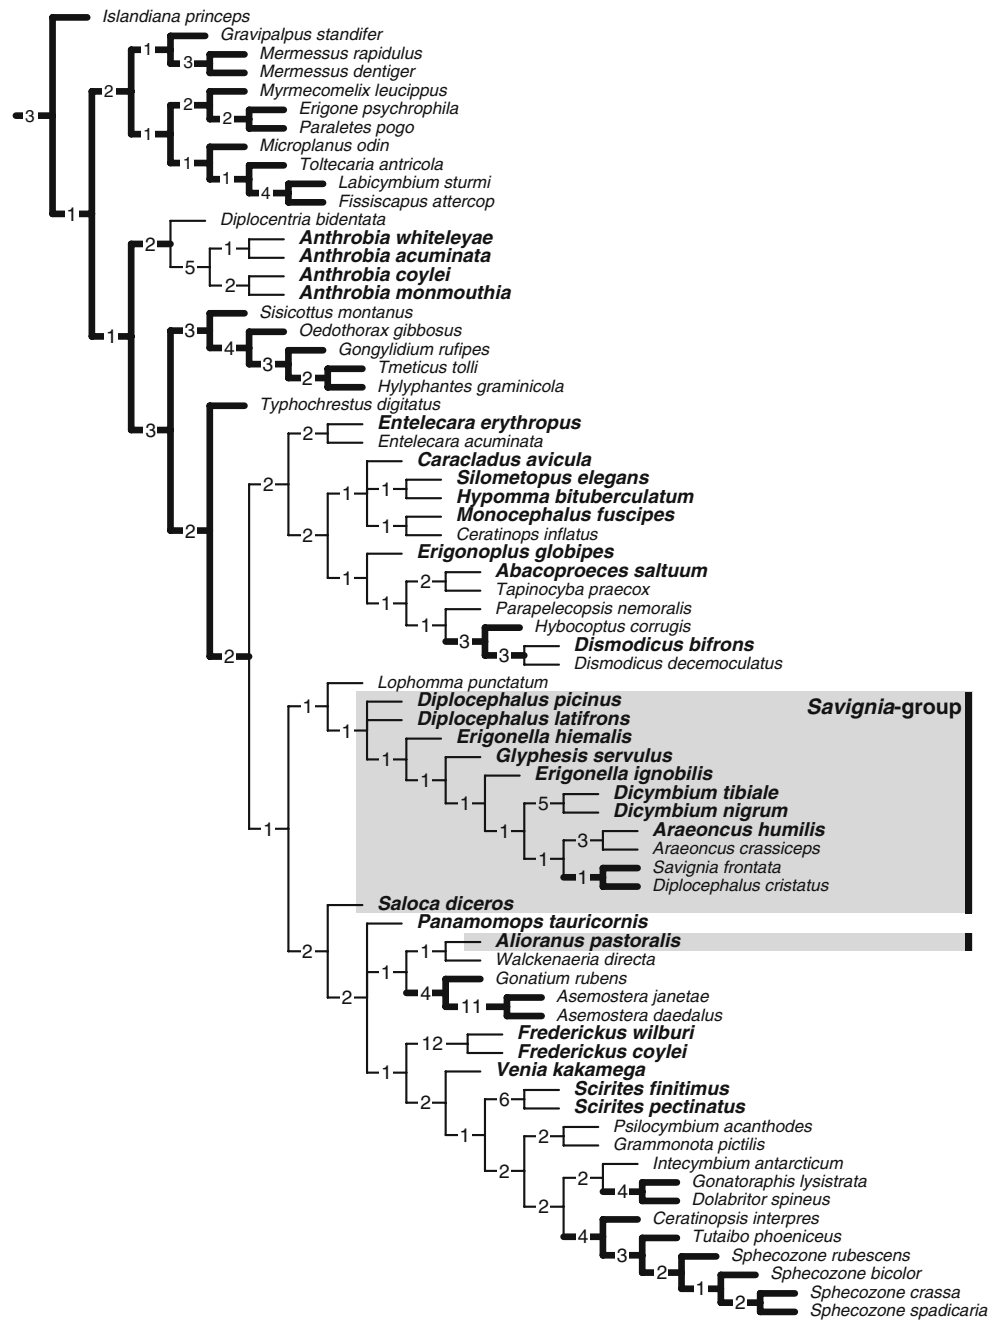 Islandiana princeps
Gravipalpus standifer
1
Mermessus rapidulus
3
Mermessus dentiger
2
Myrmecomelix leucippus
2
Erigone psychrophila
3
2
Paraletes pogo
1
Microplanus odin
1
Toltecaria antricola
1
Labicymbium sturmi
4
Fissiscapus attercop
1
Diplocentria bidentata
2
Anthrobia whiteleyae
1
Anthrobia acuminata
5
Anthrobia coylei
2
Anthrobia monmouthia
Sisicottus montanus
3
Oedothorax gibbosus
1
4
Gongylidium rufipes
3
Tmeticus tolli
2
Hylyphantes graminicola
Typhochrestus digitatus
3
Entelecara erythropus
2
Entelecara acuminata
Caracladus avicula
2
Silometopus elegans
1
1
Hypomma bituberculatum
Monocephalus fuscipes
1
2
Ceratinops inflatus
2
Erigonoplus globipes
Abacoproeces saltuum
1
2
Tapinocyba praecox
1
Parapelecopsis nemoralis
1
Hybocoptus corrugis
3
Dismodicus bifrons
2
3
Dismodicus decemoculatus
Lophomma punctatum
1
Diplocephalus picinus
Savignia-group
Diplocephalus latifrons
1
Erigonella hiemalis
1
Glyphesis servulus
1
Erigonella ignobilis
Dicymbium tibiale
1
5
Dicymbium nigrum
1
1
Araeoncus humilis
3
Araeoncus crassiceps
1
Savignia frontata
1
Diplocephalus cristatus
Saloca diceros
Panamomops tauricornis
Alioranus pastoralis
2
1
Walckenaeria directa
1
Gonatium rubens
2
4
Asemostera janetae
11
Asemostera daedalus
Frederickus wilburi
12
Frederickus coylei
1
Venia kakamega
Scirites finitimus
2
6
Scirites pectinatus
Psilocymbium acanthodes
1
2
Grammonota pictilis
Intecymbium antarcticum
2
2
Gonatoraphis lysistrata
4
Dolabritor spineus
2
Ceratinopsis interpres
4
Tutaibo phoeniceus
3
Sphecozone rubescens
2
Sphecozone bicolor
1
Sphecozone crassa
2
Sphecozone spadicaria